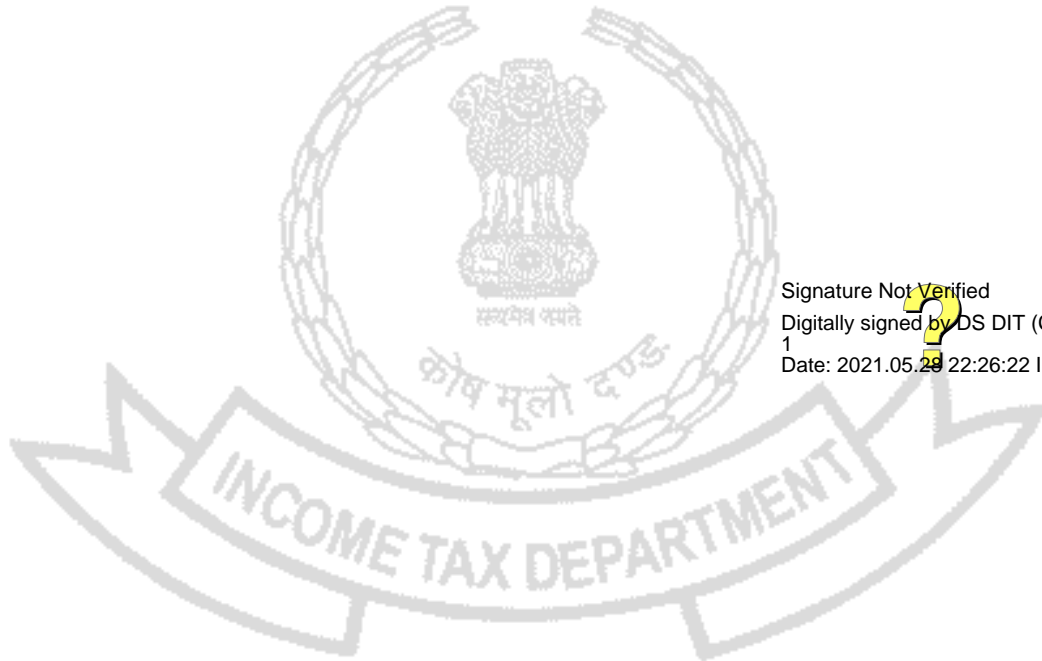 सत्यमेव जयते
Signature Not Verified
Digitally signed by DS DIT (
1
Date: 2021.05.28 22:26:22 I
कोष मूलो दण्ड
INCOME TAX DEPARTMENT